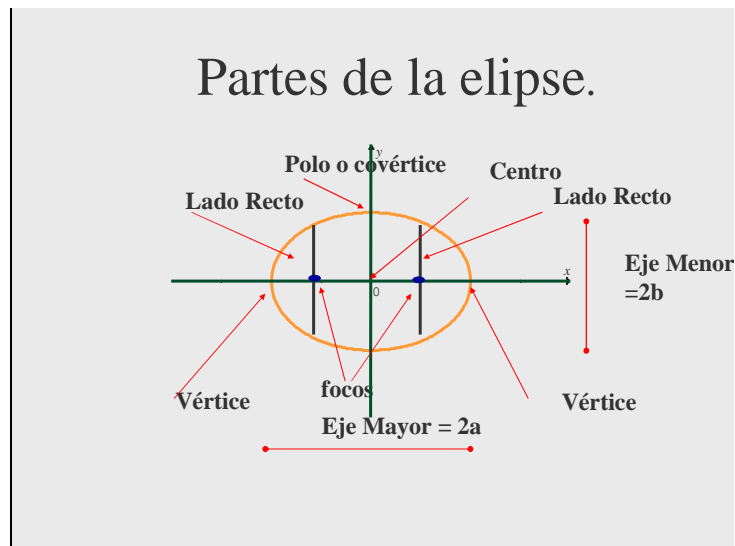 Partes de la elipse.
y
Polo o covértice
Centro
Lado Recto
Lado Recto
x
Eje Menor
=2b
0
focos
Vértice
Vértice
Eje Mayor = 2a